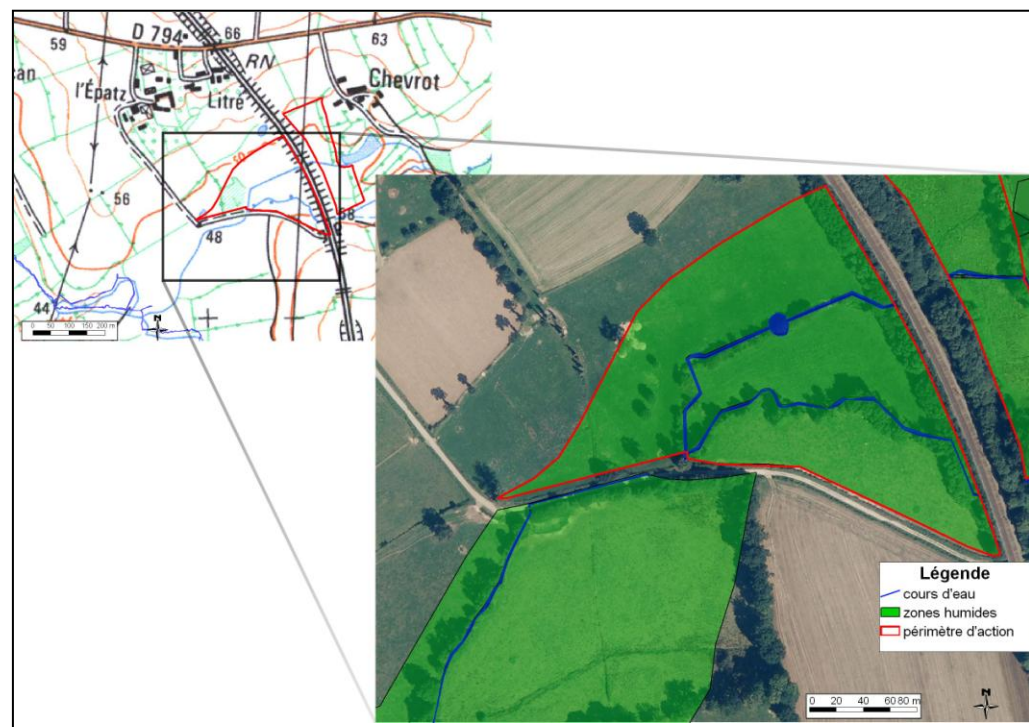 59
D 794
66
63
RN
l'Épatz
Litré
Chevrot
50
56
48
58
44
0 50 100 150 200 m
N
Légende
cours d'eau
zones humides
périmètre d'action
0 20 40 60 80 m
N